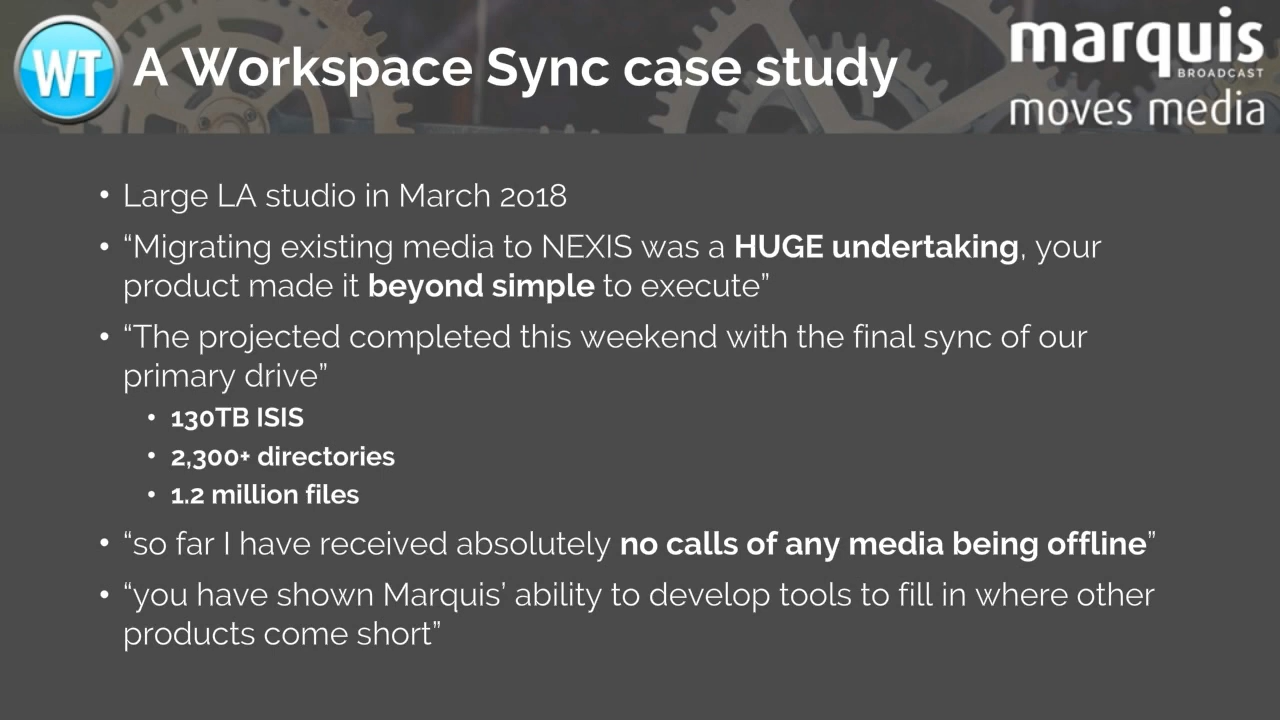 WT
A Workspace Sync case study
marquis
BROADCAST
moves media
• Large LA studio in March 2018
• “Migrating existing media to NEXIS was a HUGE undertaking, your
product made it beyond simple to execute”
• “The projected completed this weekend with the final sync of our
primary drive”
• 130TB ISIS
• 2,300+ directories
• 1.2 million files
• “so far I have received absolutely no calls of any media being offline”
• “you have shown Marquis’ ability to develop tools to fill in where other
products come short”